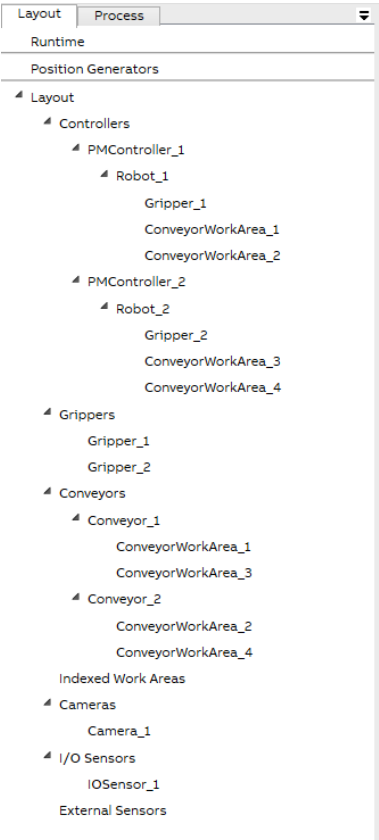 Layout Process
Runtime
Position Generators
Layout
Controllers
PMController_1
Robot_1
Gripper_1
ConveyorWorkArea_1
ConveyorWorkArea_2
PMController_2
Robot_2
Gripper_2
ConveyorWorkArea_3
ConveyorWorkArea_4
Grippers
Gripper_1
Gripper_2
Conveyors
Conveyor_1
ConveyorWorkArea_1
ConveyorWorkArea_3
Conveyor_2
ConveyorWorkArea_2
ConveyorWorkArea_4
Indexed Work Areas
Cameras
Camera_1
I/O Sensors
IOSensor_1
External Sensors